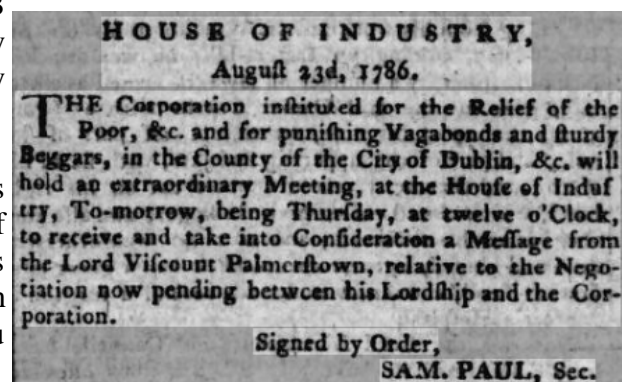 HOUSE OF INDUSTRY,
Auguſt 23d, 1786.
THE Corporation inſtituted for the Relief of the
Poor, &c. and for puniſhing Vagabonds and ſturdy
Beggars, in the County of the City of Dublin, &c. will
hold an extraordinary Meeting, at the Houſe of Induſ
try, To-morrow, being Thurſday, at twelve o'Clock,
to receive and take into Conſideration a Meſſage from
the Lord Viſcount Palmerſtown, relative to the Nego-
tiation now pending between his Lordſhip and the Cor-
poration.
Signed by Order,
SAM. PAUL, Sec.